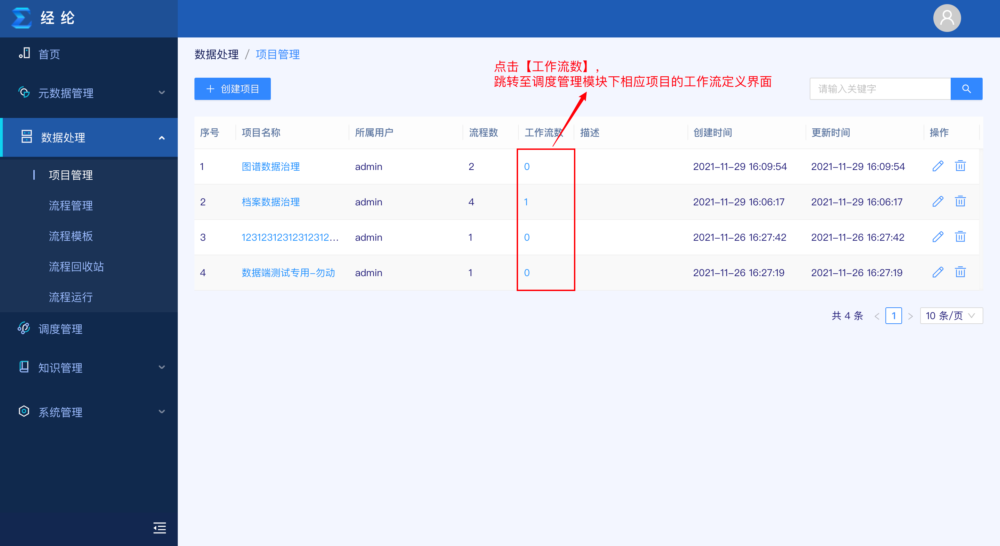 经纶
首页
元数据管理
数据处理
项目管理
流程管理
流程模板
流程回收站
流程运行
调度管理
知识管理
系统管理
数据处理 / 项目管理
点击【工作流数】,
跳转至调度管理模块下相应项目的工作流定义界面
+ 创建项目
请输入关键字
序号 项目名称 所属用户 流程数 工作流数 描述 创建时间 更新时间 操作
1 图谱数据治理 admin 2 0 2021-11-29 16:09:54 2021-11-29 16:09:54
2 档案数据治理 admin 4 1 2021-11-29 16:06:17 2021-11-29 16:06:17
3 12312312312312312... admin 1 0 2021-11-26 16:27:42 2021-11-26 16:27:42
4 数据端测试专用-勿动 admin 1 0 2021-11-26 16:27:19 2021-11-26 16:27:19
共 4 条 < 1 > 10 条/页